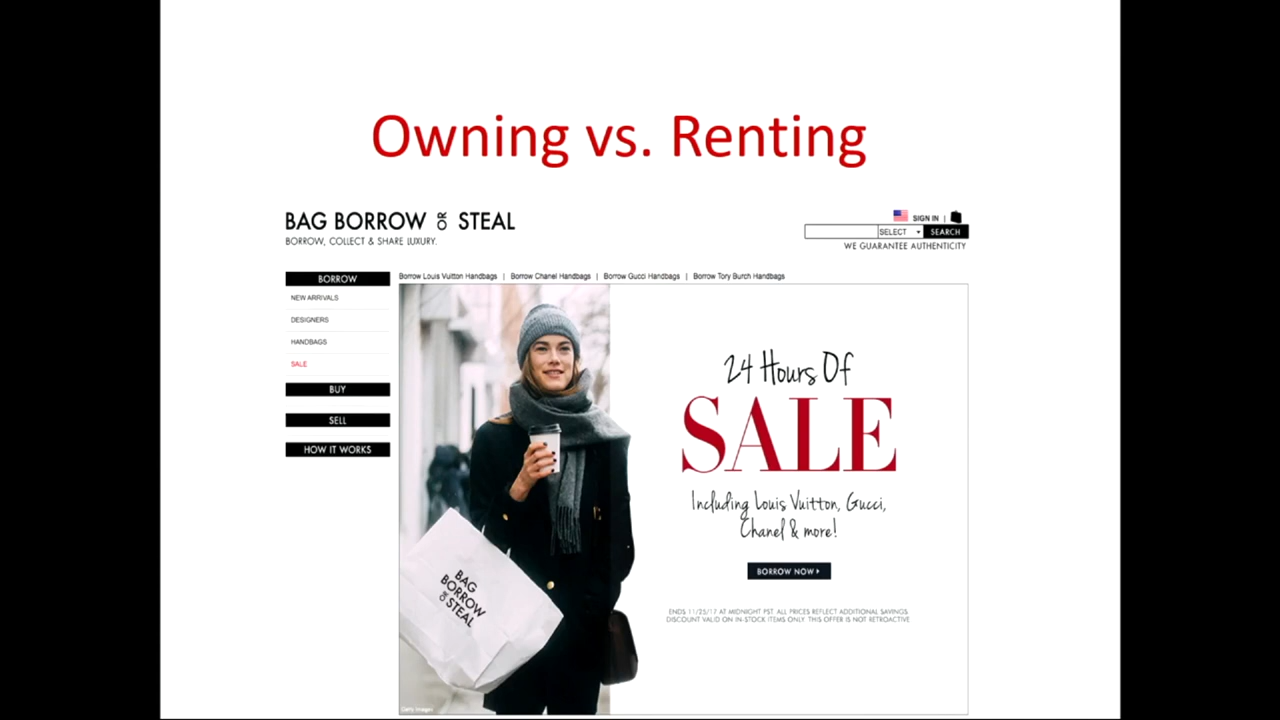 Owning vs. Renting
BAG BORROW OR STEAL
BORROW, COLLECT & SHARE LUXURY.
SIGN IN |
SELECT
SEARCH
WE GUARANTEE AUTHENTICITY
BORROW
NEW ARRIVALS
DESIGNERS
HANDBAGS
SALE
BUY
SELL
HOW IT WORKS
Borrow Louis Vuitton Handbags | Borrow Chanel Handbags | Borrow Gucci Handbags | Borrow Tory Burch Handbags
24 Hours Of
SALE
Including Louis Vuitton, Gucci,
Chanel & more!
BORROW NOW
ENDS 11/25/17 AT MIDNIGHT PST. ALL PRICES REFLECT ADDITIONAL SAVINGS.
DISCOUNT VALID ON IN-STOCK ITEMS ONLY. THIS OFFER IS NOT RETROACTIVE
BAG
BORROW
OR STEAL
Getty Images